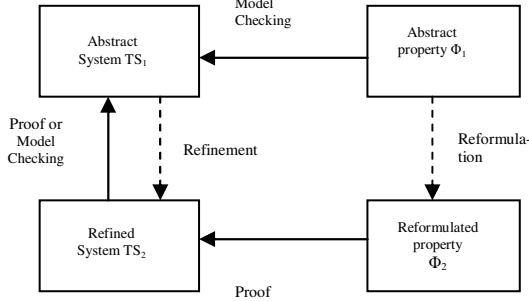 Model
Checking
Abstract
System TS₁
Abstract
property Φ₁
Proof or
Model
Checking
Refinement
Reformula-
tion
Refined
System TS₂
Reformulated
property
Φ₂
Proof